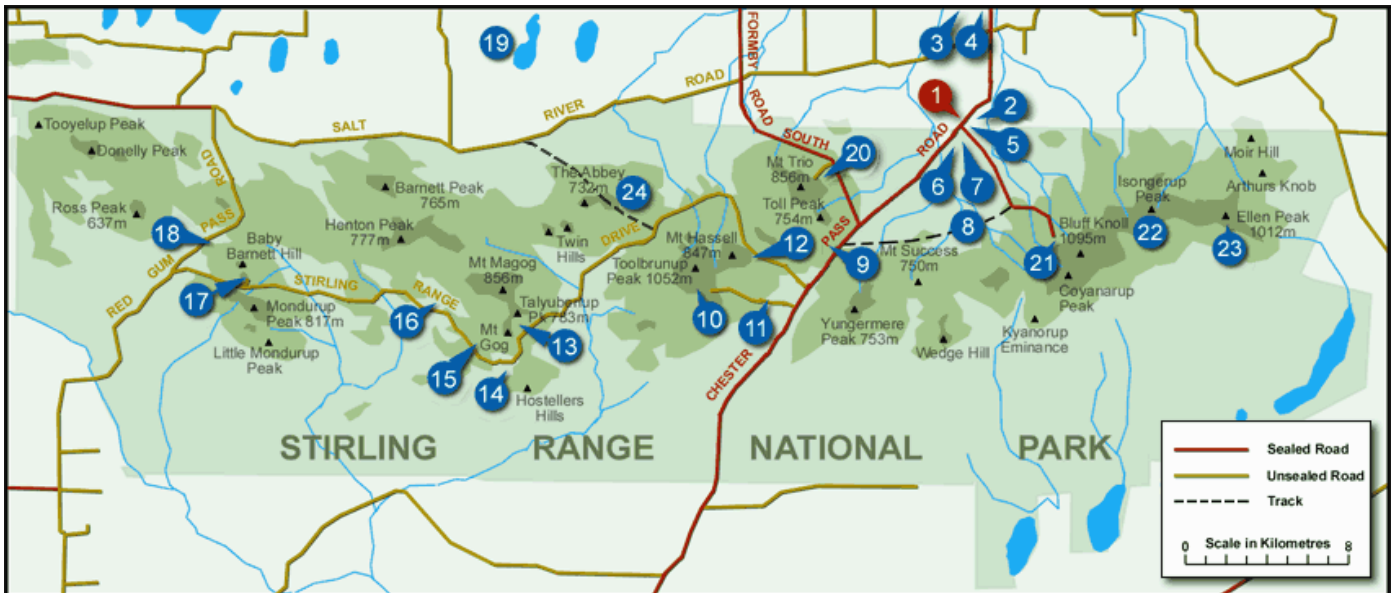 19
3
4
FORMBY
ROAD
ROAD
RIVER
SALT
1
2
5
SOUTH
ROAD
20
6
7
Tooyelup Peak
Donelly Peak
ROAD
PASS
GUM
RED
Ross Peak
637m
18
Baby
Barnett Hill
17
Mondurup
Peak 817m
Little Mondurup
Peak
STIRLING
RANGE
DRIVE
Barnett Peak
765m
Henton Peak
777m
16
15
14
13
Mt Magog
856m
Talyuberlup
Pk 783m
Mt
Gog
Hostellers
Hills
The Abbey
732m
24
Twin
Hills
Mt Trio
856m
Toll Peak
754m
Mt Hassell
847m
Toolbrunup
Peak 1052m
12
10
11
PASS
9
8
Mt Success
750m
Yungermere
Peak 753m
Wedge Hill
CHESTER
Moir Hill
Arthurs Knob
Isongerup
Peak
22
Ellen Peak
1012m
23
Bluff Knoll
1095m
21
Coyanarup
Peak
Kyanorup
Eminance
STIRLING RANGE NATIONAL PARK
Sealed Road
Unsealed Road
Track
Scale in Kilometres
0 8